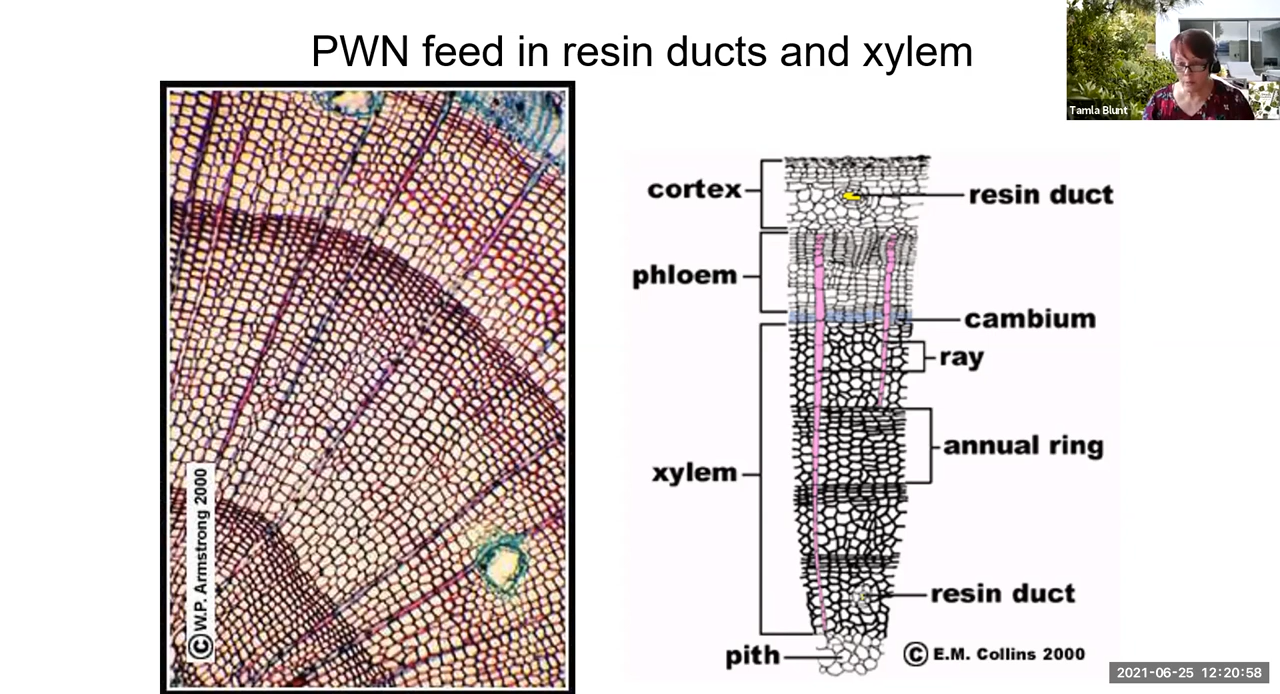 PWN feed in resin ducts and xylem
Tamla Blunt
© W.P. Armstrong 2000
cortex
resin duct
phloem
cambium
ray
annual ring
xylem
resin duct
pith
© E.M. Collins 2000
2021-06-25 12:20:58